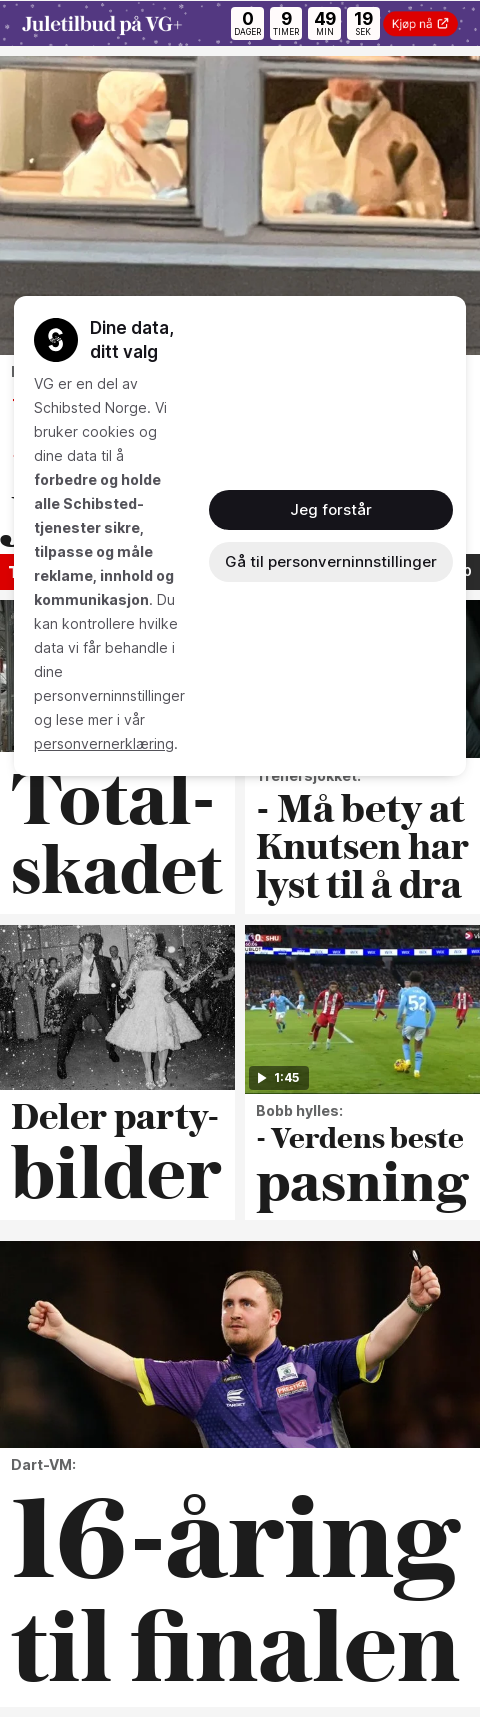 Juletilbud på VG+
0 9 49 19
DAGER TIMER MIN SEK
Kjøp nå
Dine data,
ditt valg
VG er en del av
Schibsted Norge. Vi
bruker cookies og
dine data til å
forbedre og holde
alle Schibsted-
tjenester sikre,
tilpasse og måle
reklame, innhold og
kommunikasjon. Du
kan kontrollere hvilke
data vi får behandle i
dine
personverninnstillinger
og lese mer i vår
personvernerklæring.
Jeg forstår
Gå til personverninnstillinger
Total-
skadet
Trenersjokket:
- Må bety at
Knutsen har
lyst til å dra
Deler party-
bilder
SHU
1:45
52
Bobb hylles:
- Verdens beste
pasning
TARGET
PRESTIGE
Dart-VM:
16-åring
til finalen